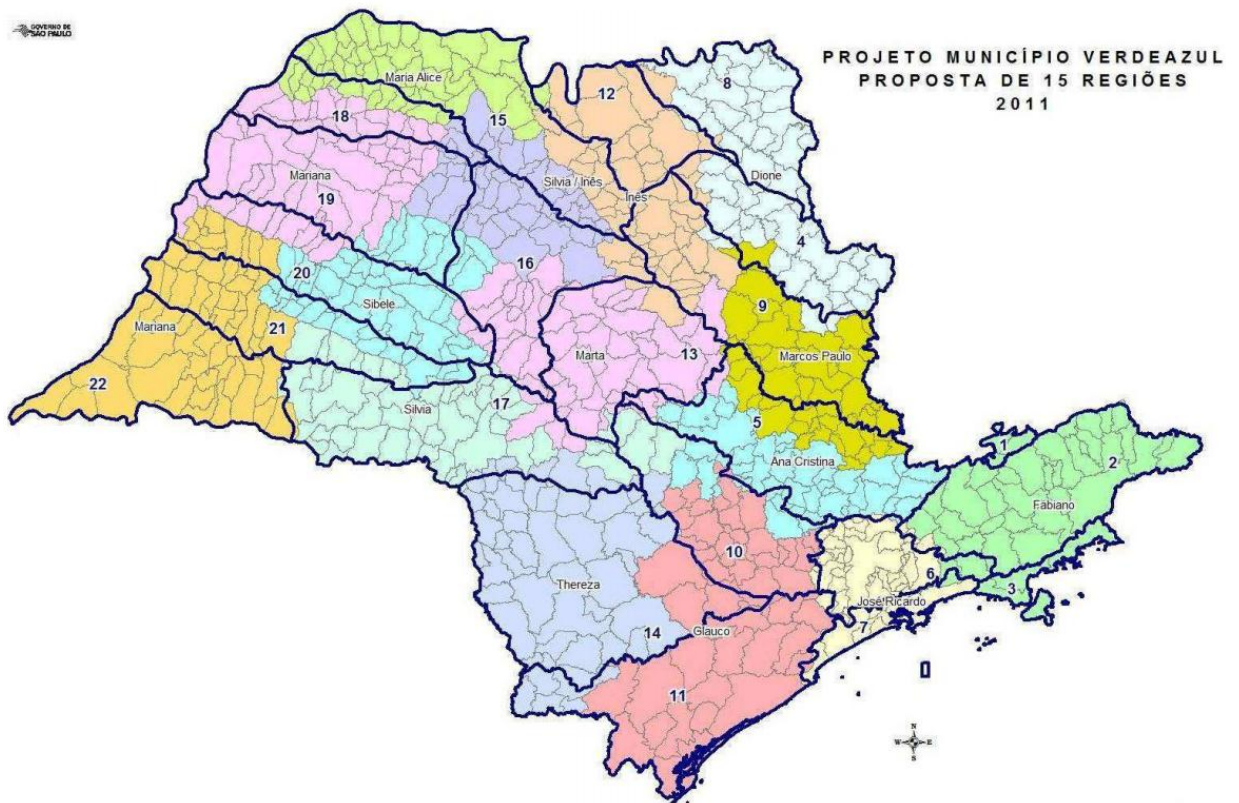 GOVERNO DE
SÃO PAULO
PROJETO MUNICÍPIO VERDEAZUL
PROPOSTA DE 15 REGIÕES
2011
Maria Alice
8
12
15
18
Mariana
Silvia / Inês
Inês
Dione
19
4
16
20
Sibele
9
21
Mariana
Marta
13
Marcos Paulo
22
Silvia
17
5
Ana Cristina
1
2
Fabiano
10
6
Thereza
José Ricardo
3
14
Glauco
7
11
N
W
E
S